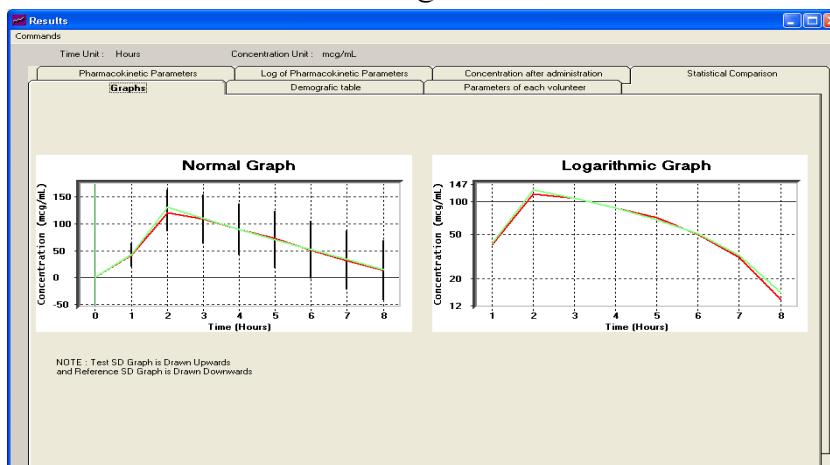 Results
Commands
Time Unit : Hours Concentration Unit : mcg/mL
Pharmacokinetic Parameters Log of Pharmacokinetic Parameters Concentration after administration Statistical Comparison
Graphs Demografic table Parameters of each volunteer
Normal Graph
Concentration (mcg/mL)
150
100
50
0
-50
0 1 2 3 4 5 6 7 8
Time (Hours)
Logarithmic Graph
Concentration (mcg/mL)
147
100
50
20
12
1 2 3 4 5 6 7 8
Time (Hours)
NOTE : Test SD Graph is Drawn Upwards
and Reference SD Graph is Drawn Downwards